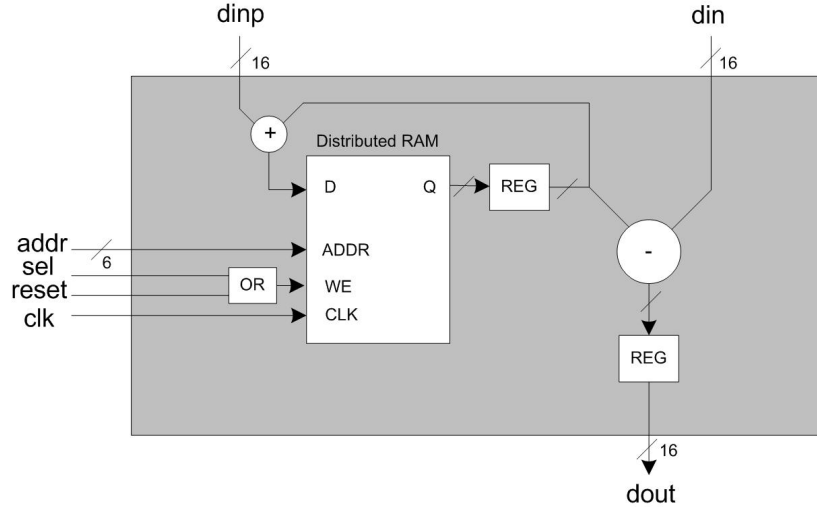 dinp
din
16
16
+
Distributed RAM
D
Q
REG
addr
6
ADDR
-
sel
OR
WE
reset
clk
CLK
REG
16
dout